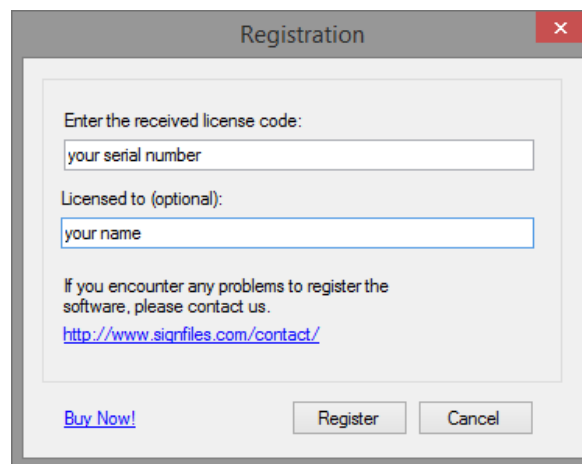 Registration
Enter the received license code:
your serial number
Licensed to (optional):
your name
If you encounter any problems to register the
software, please contact us.
http://www.signfiles.com/contact/
Buy Now! Register Cancel